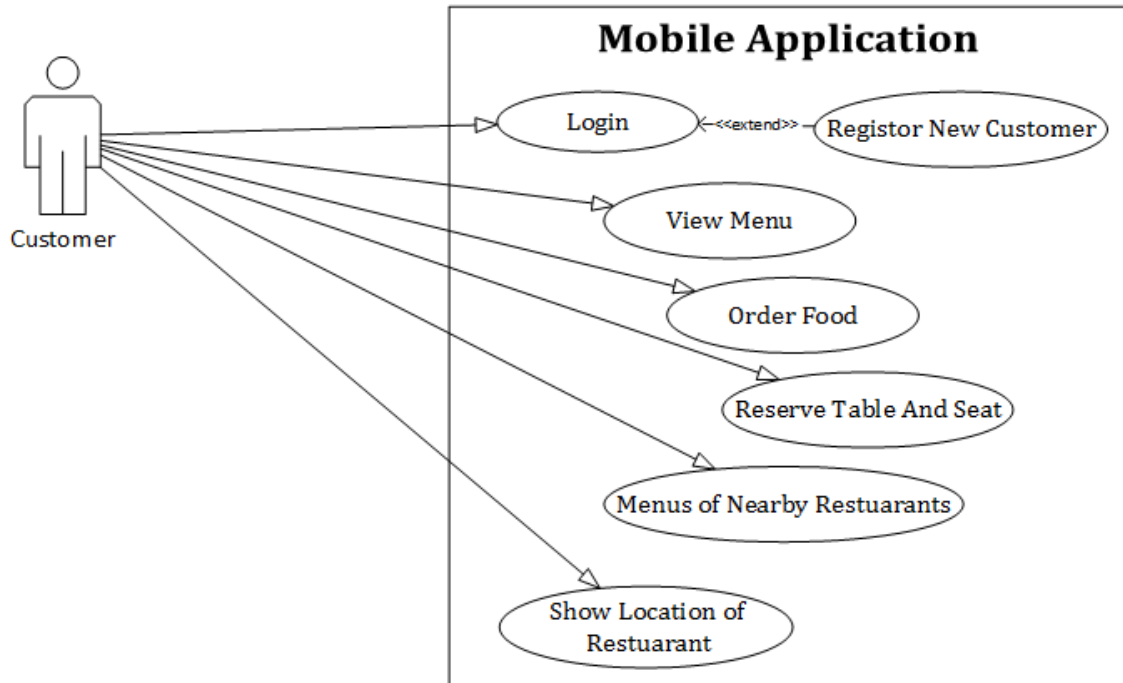 Mobile Application
Login
<<extend>>
Registor New Customer
View Menu
Customer
Order Food
Reserve Table And Seat
Menus of Nearby Restuarants
Show Location of
Restuarant